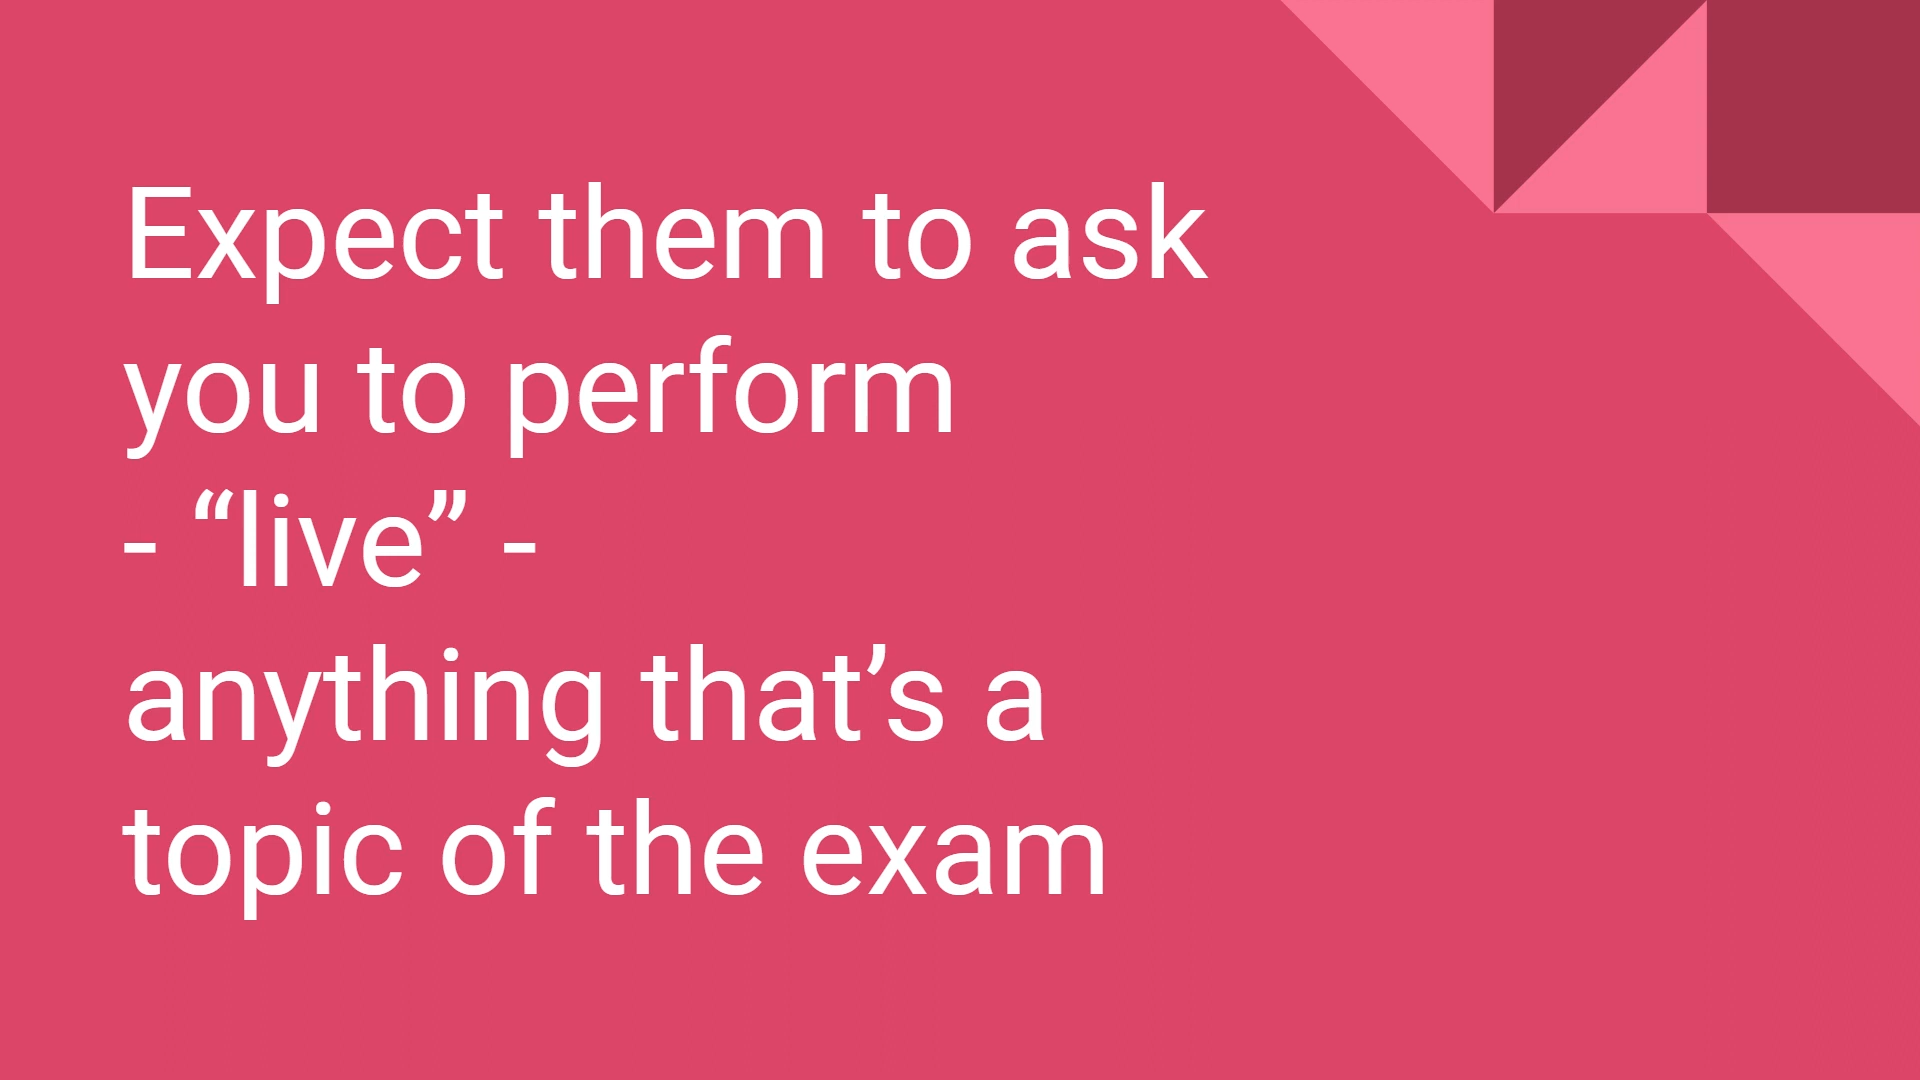 Expect them to ask
you to perform
- “live” -
anything that’s a
topic of the exam